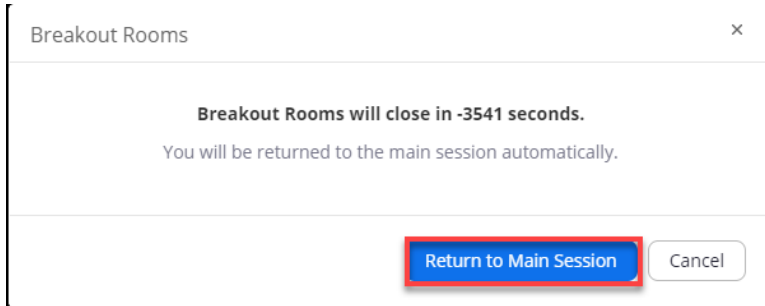 Breakout Rooms
Breakout Rooms will close in -3541 seconds.
You will be returned to the main session automatically.
Return to Main Session
Cancel